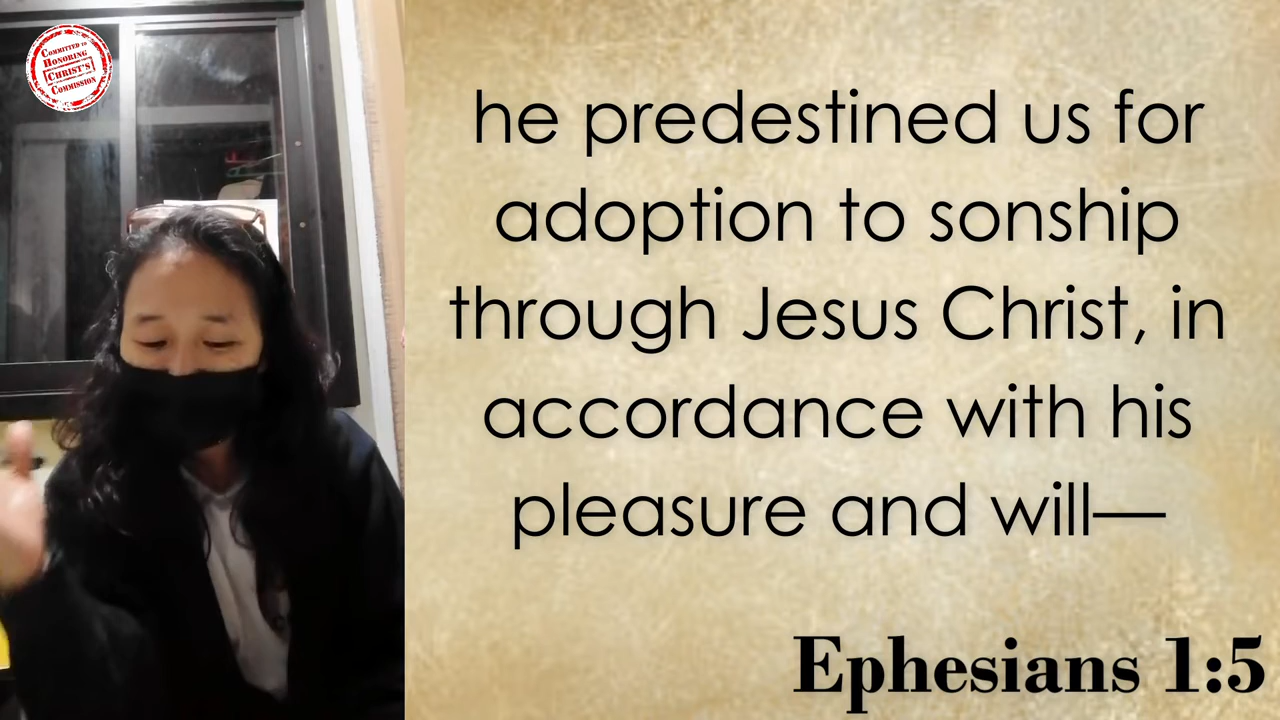 COMMITTED TO
HONORING
CHRIST'S
COMMISSION
he predestined us for
adoption to sonship
through Jesus Christ, in
accordance with his
pleasure and will—
Ephesians 1:5